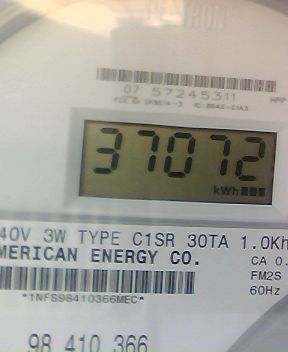 07 57245311
37072
kWh
40V 3W TYPE C1SR 30TA 1.0Kh
MERICAN ENERGY CO.
CA 0.
FM2S
*1NFS98410366MEC*
60Hz
98 410 366